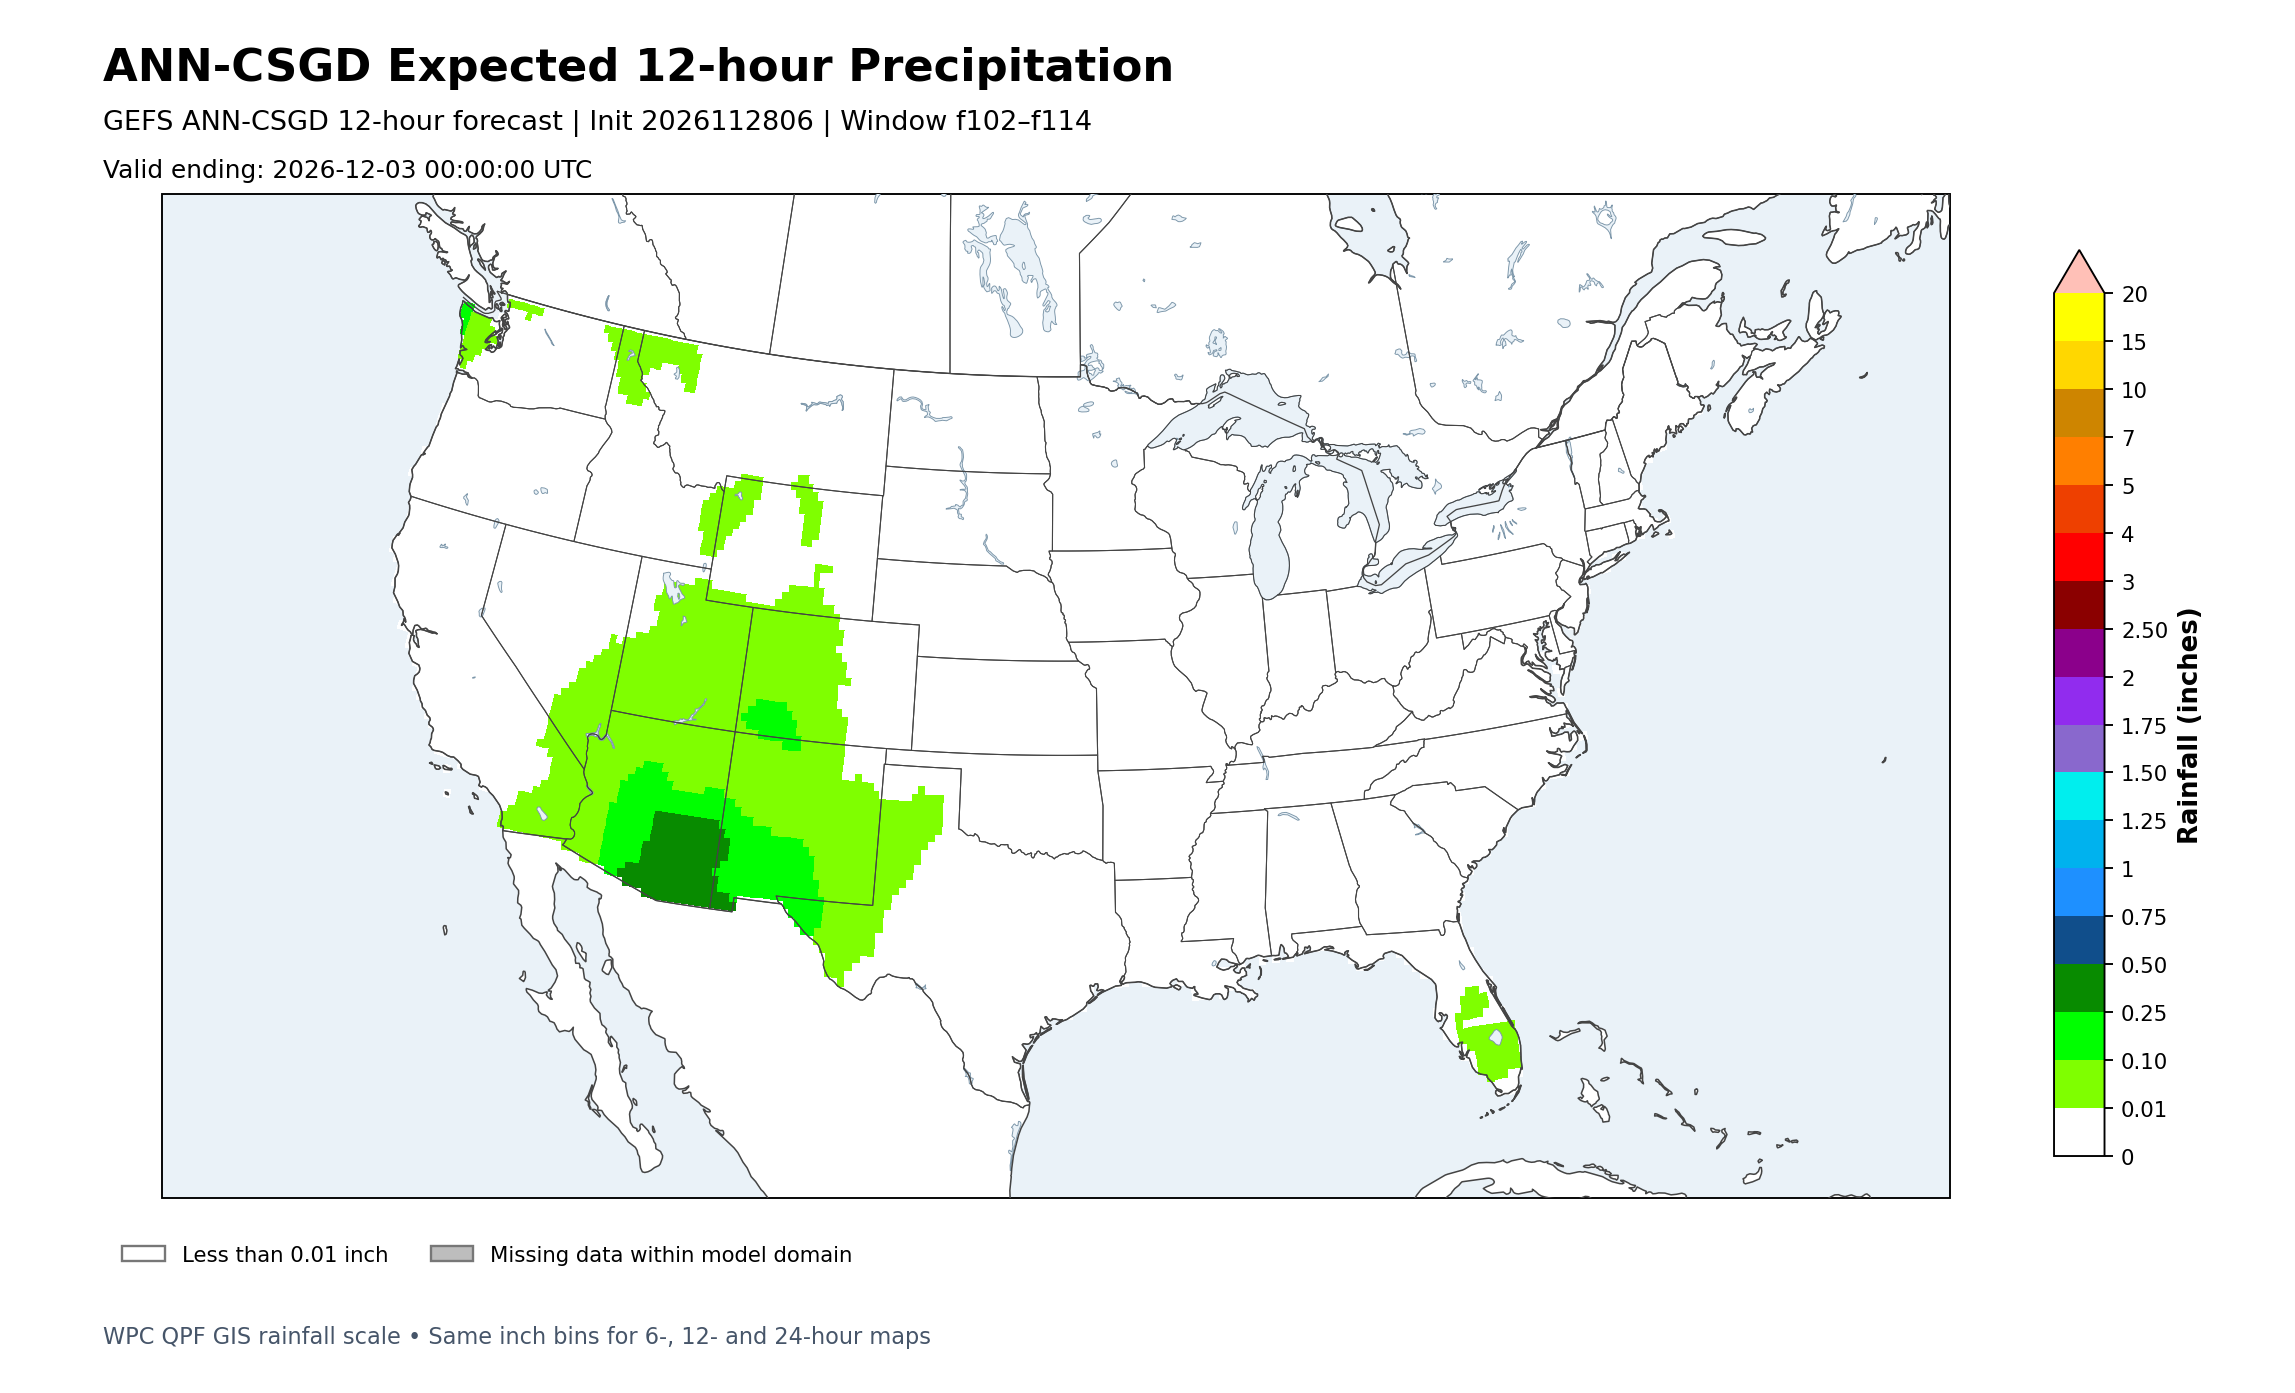 ANN-CSGD Expected 12-hour Precipitation
GEFS ANN-CSGD 12-hour forecast | Init 2026112806 | Window f102–f114
Valid ending: 2026-12-03 00:00:00 UTC
20
15
10
7
5
4
3
2.50
2
1.75
1.50
1.25
1
0.75
0.50
0.25
0.10
0.01
0
Rainfall (inches)
Less than 0.01 inch
Missing data within model domain
WPC QPF GIS rainfall scale • Same inch bins for 6-, 12- and 24-hour maps